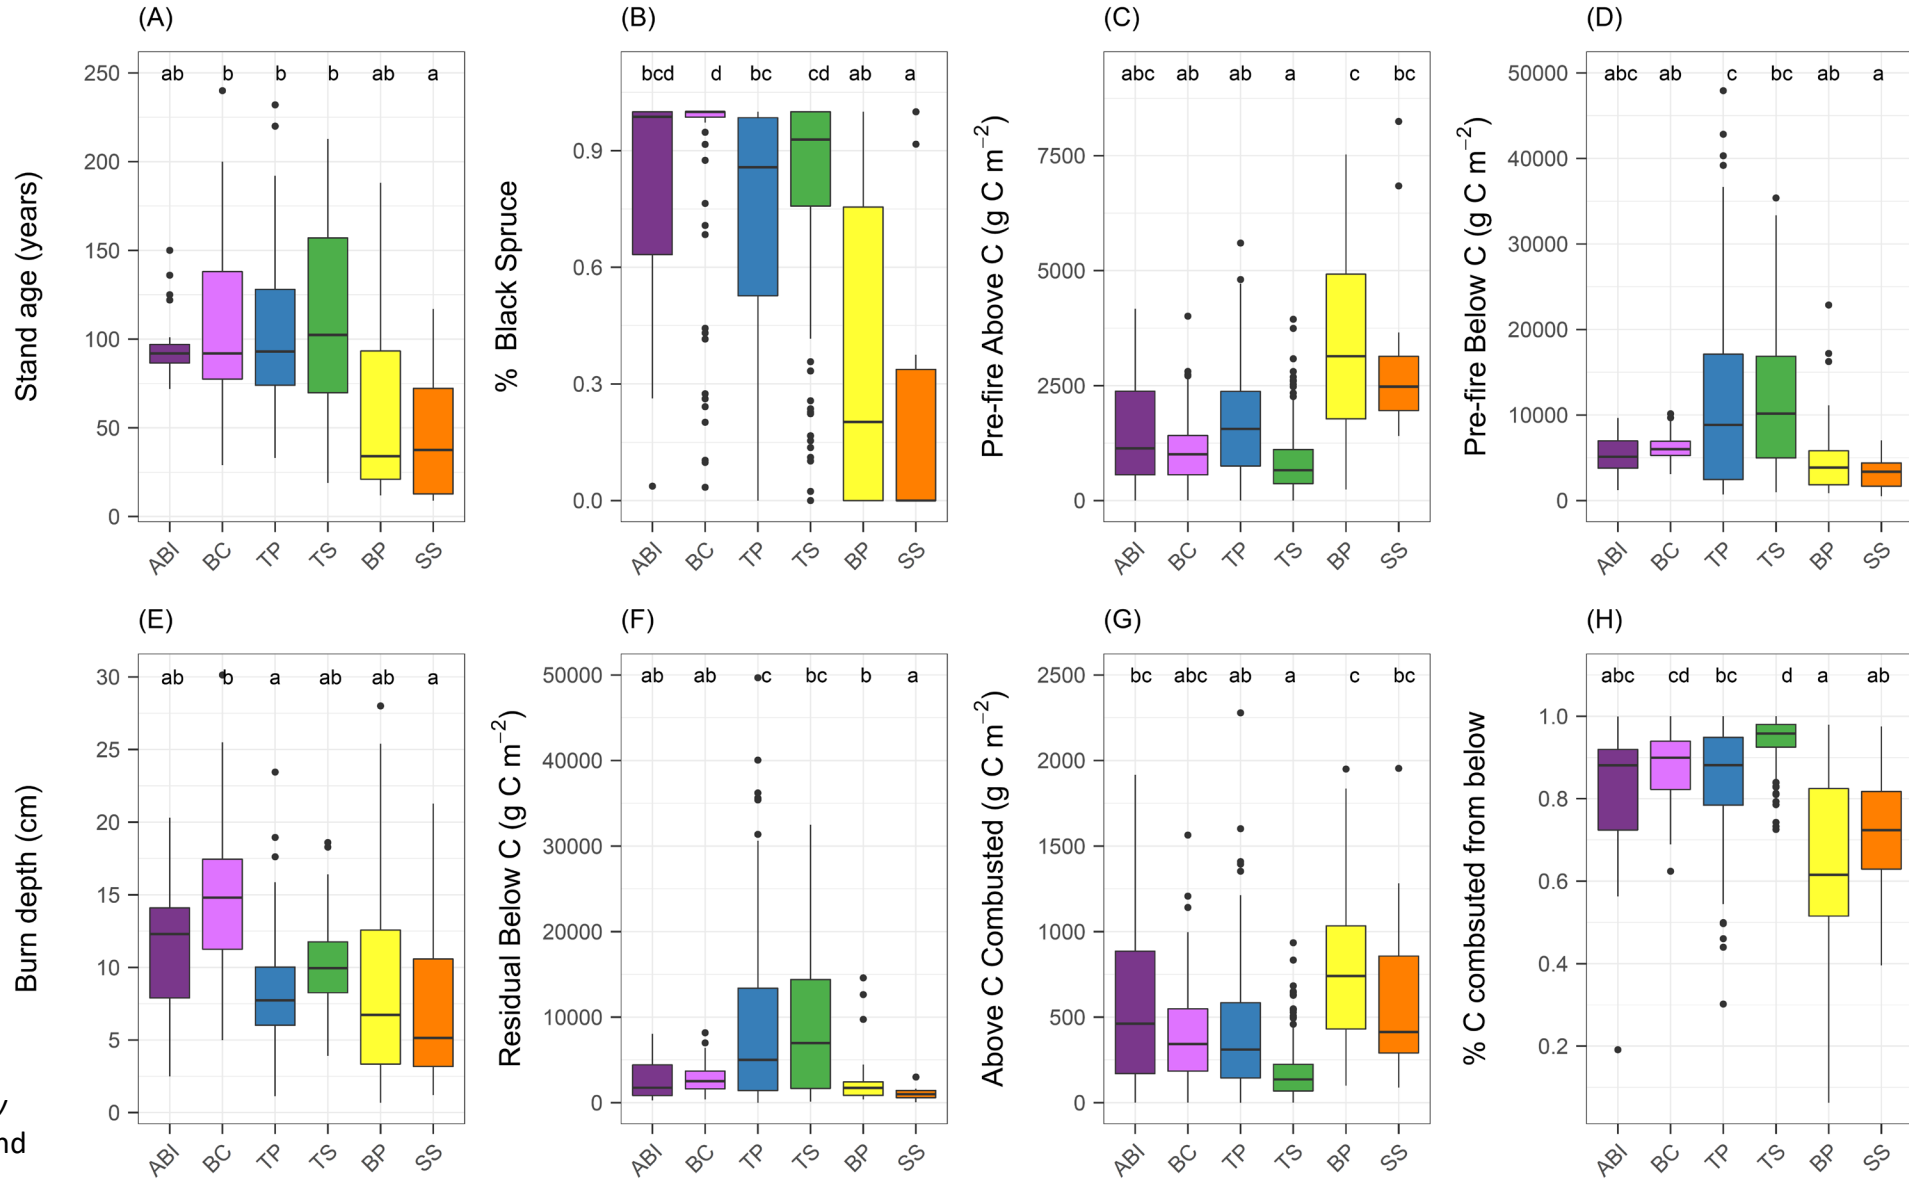 (A) (B) (C) (D)
Stand age (years)
250
200
150
100
50
0
ab b b b ab a
ABI BC TP TS BP SS
% Black Spruce
0.9
0.6
0.3
0.0
bcd d bc cd ab a
ABI BC TP TS BP SS
Pre-fire Above C (g C m−2)
7500
5000
2500
0
abc ab ab a c bc
ABI BC TP TS BP SS
Pre-fire Below C (g C m−2)
50000
40000
30000
20000
10000
0
abc ab c bc ab a
ABI BC TP TS BP SS
(E) (F) (G) (H)
Burn depth (cm)
30
25
20
15
10
5
0
ab b a ab ab a
ABI BC TP TS BP SS
Residual Below C (g C m−2)
50000
40000
30000
20000
10000
0
ab ab c bc b a
ABI BC TP TS BP SS
Above C Combusted (g C m−2)
2500
2000
1500
1000
500
0
bc abc ab a c bc
ABI BC TP TS BP SS
% C combsuted from below
1.0
0.8
0.6
0.4
0.2
abc cd bc d a ab
ABI BC TP TS BP SS